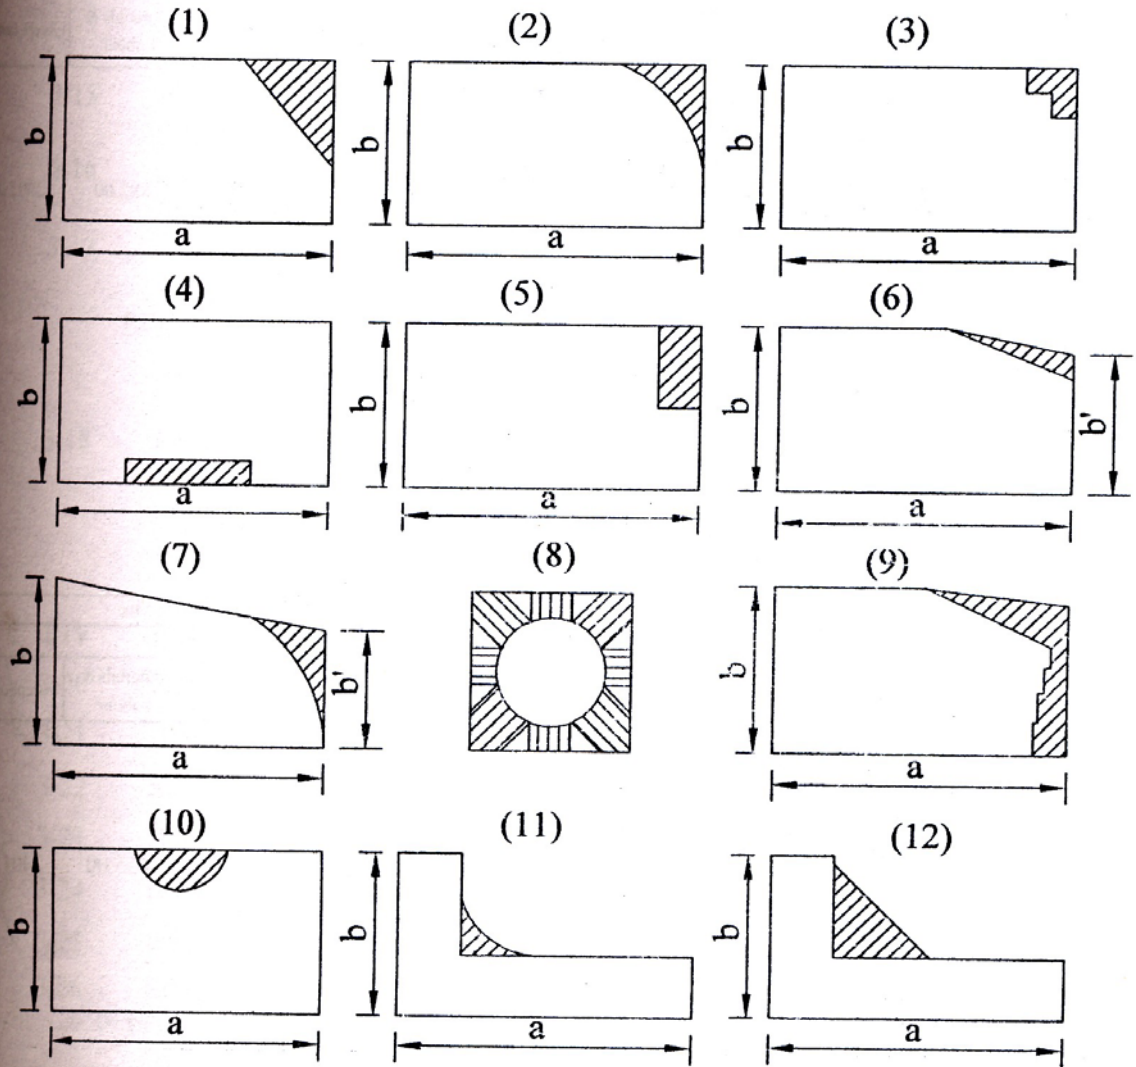 (1) (2) (3)
b b b
a a a
(4) (5) (6)
b b b b'
a a a
(7) (8) (9)
b b' b
a a
(10) (11) (12)
b b b
a a a